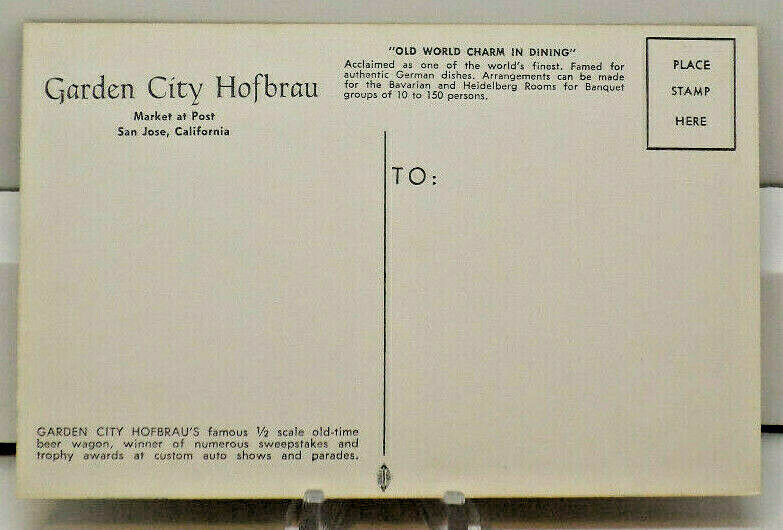 Garden City Hofbrau
Market at Post
San Jose, California
"OLD WORLD CHARM IN DINING"
Acclaimed as one of the world's finest. Famed for
authentic German dishes. Arrangements can be made
for the Bavarian and Heidelberg Rooms for Banquet
groups of 10 to 150 persons.
PLACE
STAMP
HERE
TO:
GARDEN CITY HOFBRAU'S famous ½ scale old-time
beer wagon, winner of numerous sweepstakes and
trophy awards at custom auto shows and parades.